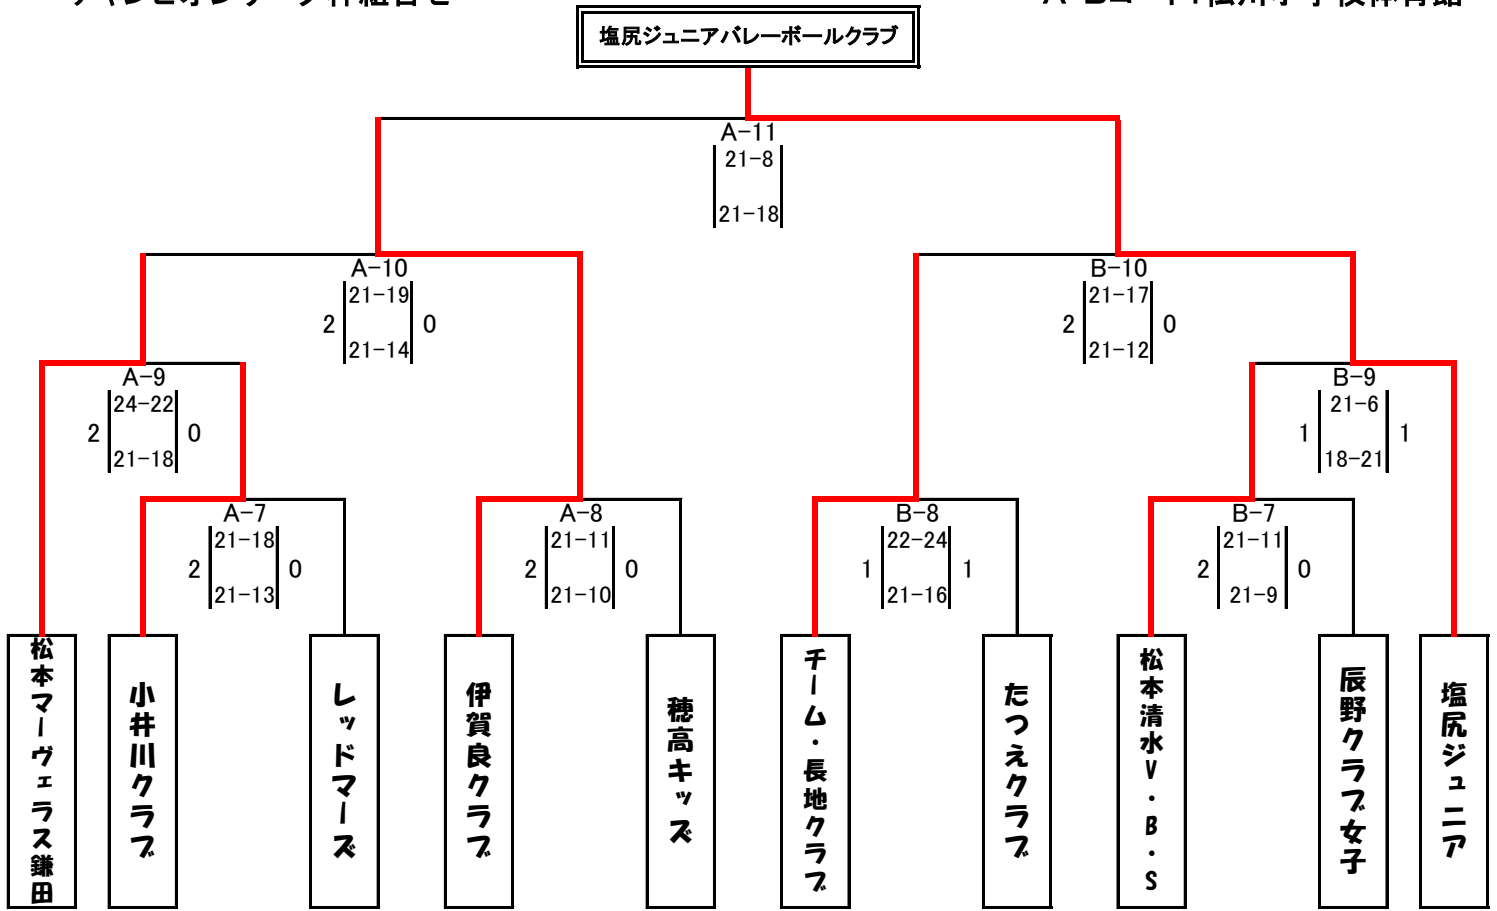 塩尻ジュニアバレーボールクラブ
A-11
21-8
21-18
A-10
21-19
2 0
21-14
B-10
21-17
2 0
21-12
A-9
24-22
2 0
21-18
B-9
21-6
1 1
18-21
A-7
21-18
2 0
21-13
A-8
21-11
2 0
21-10
B-8
22-24
1 1
21-16
B-7
21-11
2 0
21-9
松本マーヴェラス鎌田
小井川クラブ
レッドマーズ
伊賀良クラブ
穂高キッズ
チーム・長地クラブ
たつえクラブ
松本清水V・B・S
辰野クラブ女子
塩尻ジュニア